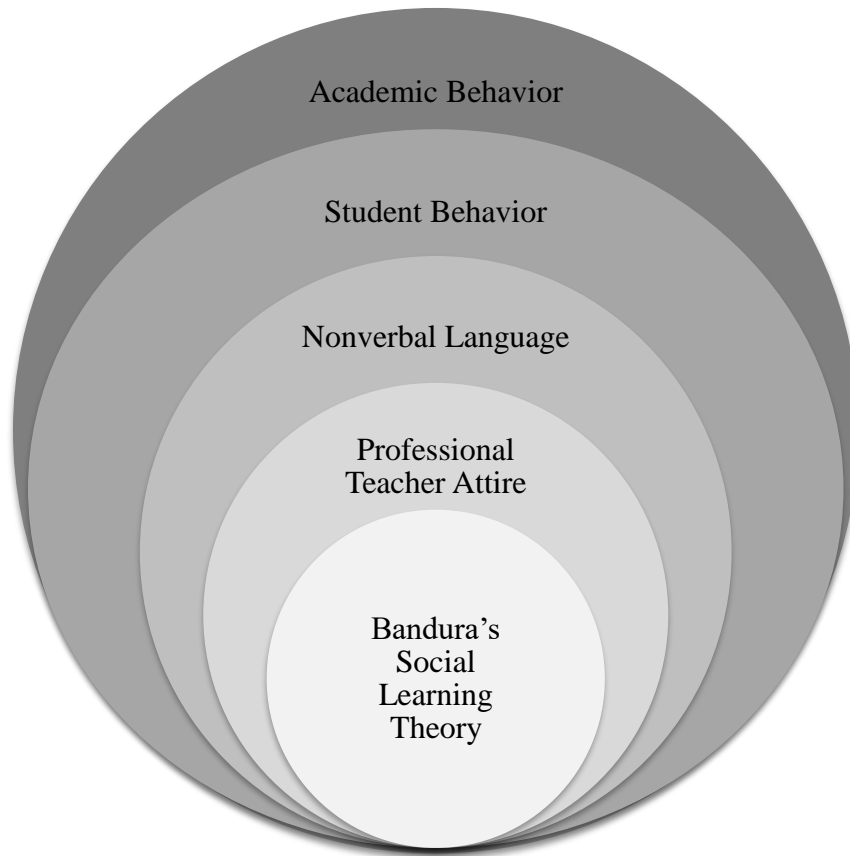 Academic Behavior
Student Behavior
Nonverbal Language
Professional
Teacher Attire
Bandura’s
Social
Learning
Theory